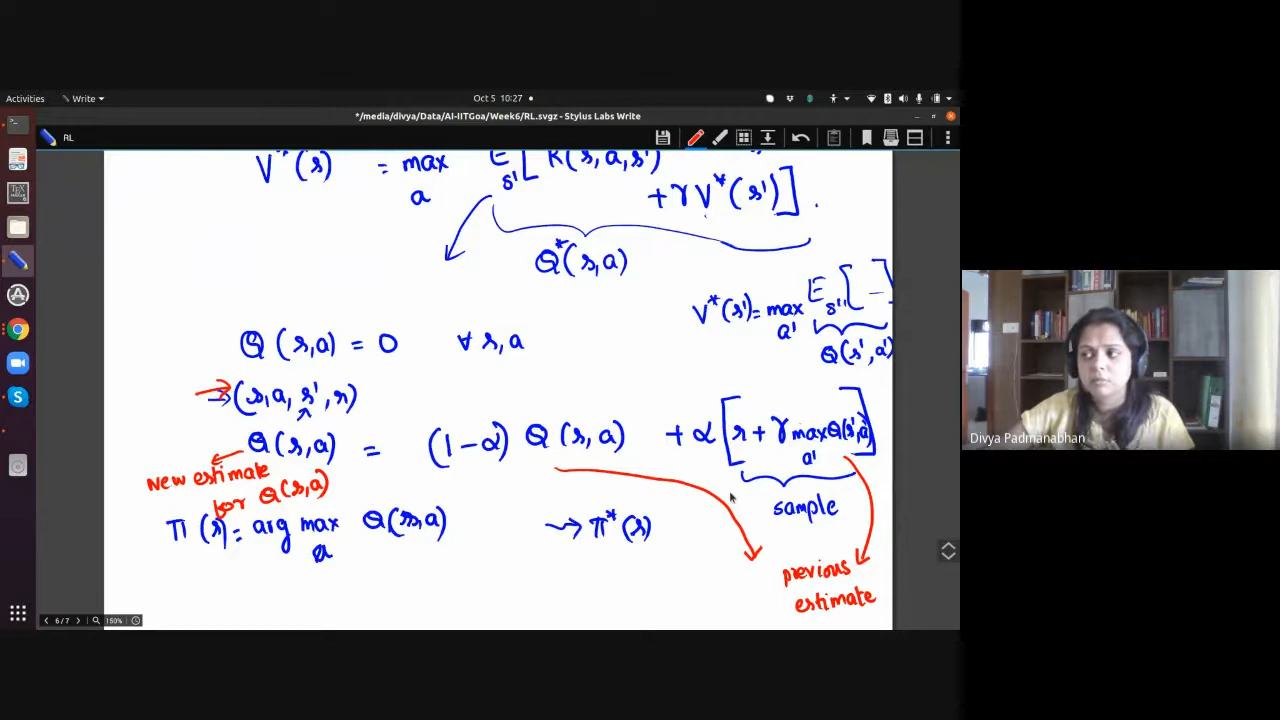 Activities
Write
Oct 5 10:27
*/media/divya/Data/AI-IITGoa/Week6/RL.svgz - Stylus Labs Write
RL
V*(s) = max E [R(s,a,s')
a s'
+ γ V*(s')].
Q*(s,a)
V*(s') = max E [ — ]
a' s''
Q(s',a')
Q(s,a) = 0 ∀ s,a
→ (s,a,s',r)
Q(s,a) = (1-α) Q(s,a) + α [r + γ max Q(s',a')]
a'
new estimate
for Q(s,a)
sample
Π(s) = arg max Q(s,a) ⇝ Π*(s)
a
previous
estimate
6/7
150%
Divya Padmanabhan